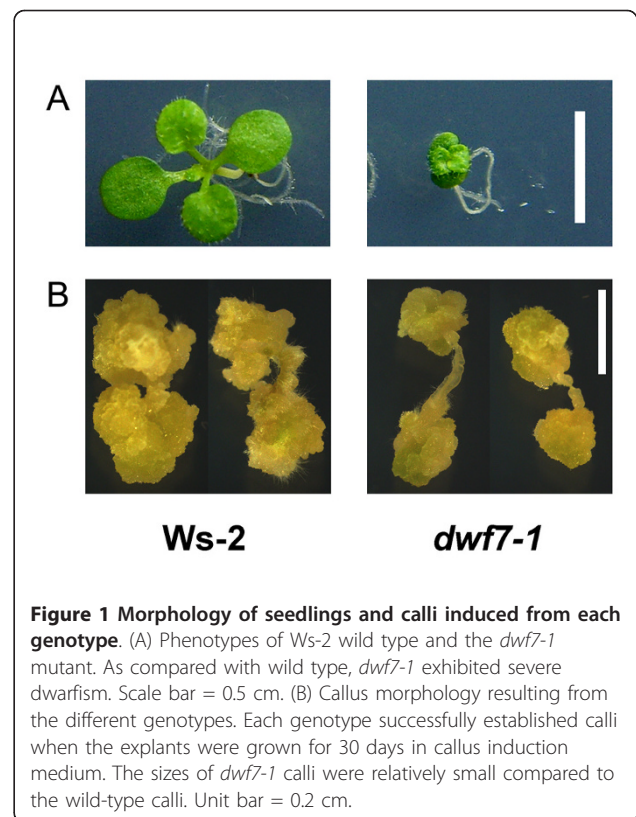 A
B
Ws-2 dwf7-1
Figure 1 Morphology of seedlings and calli induced from each
genotype. (A) Phenotypes of Ws-2 wild type and the dwf7-1
mutant. As compared with wild type, dwf7-1 exhibited severe
dwarfism. Scale bar = 0.5 cm. (B) Callus morphology resulting from
the different genotypes. Each genotype successfully established calli
when the explants were grown for 30 days in callus induction
medium. The sizes of dwf7-1 calli were relatively small compared to
the wild-type calli. Unit bar = 0.2 cm.